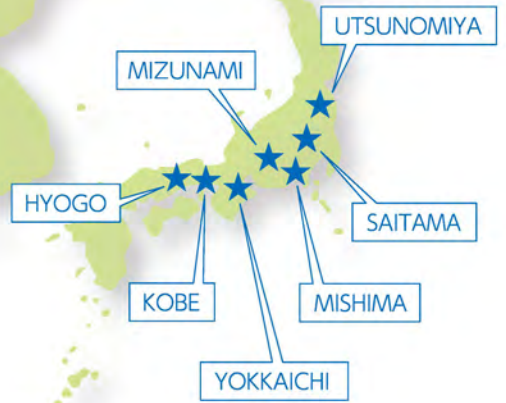 UTSUNOMIYA
MIZUNAMI
HYOGO
SAITAMA
KOBE
MISHIMA
YOKKAICHI